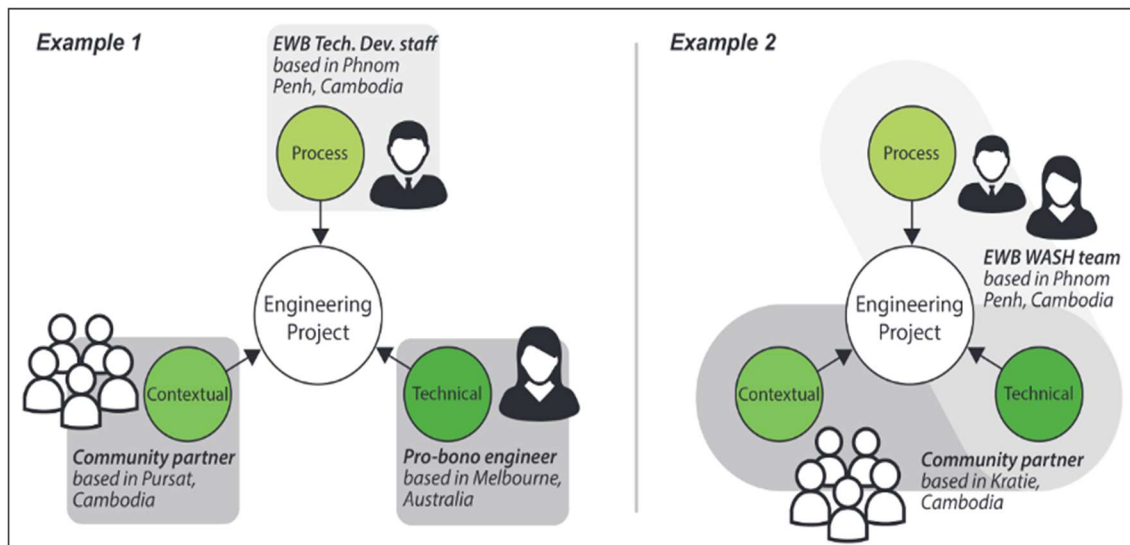 Example 1
EWB Tech. Dev. staff
based in Phnom
Penh, Cambodia
Process
Engineering
Project
Contextual
Technical
Community partner
based in Pursat,
Cambodia
Pro-bono engineer
based in Melbourne,
Australia
Example 2
Process
EWB WASH team
based in Phnom
Penh, Cambodia
Engineering
Project
Contextual
Technical
Community partner
based in Kratie,
Cambodia